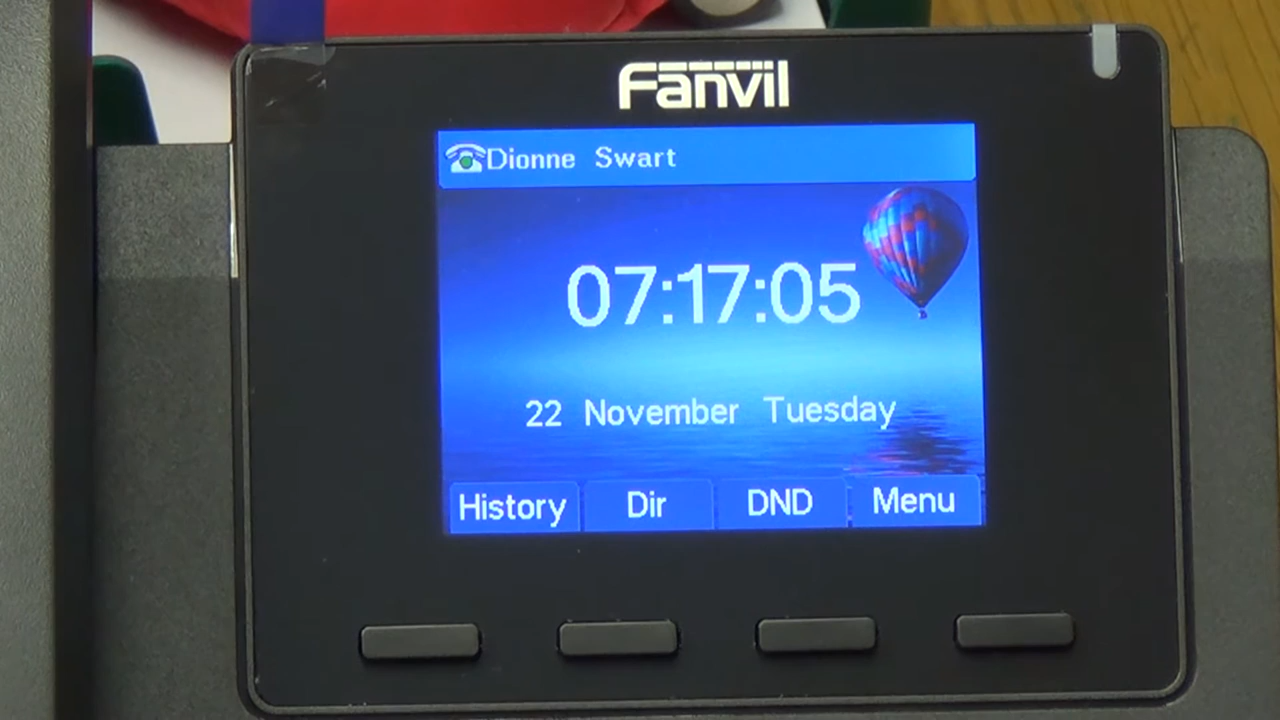 Fanvil
Dionne Swart
07:17:05
22 November Tuesday
History Dir DND Menu